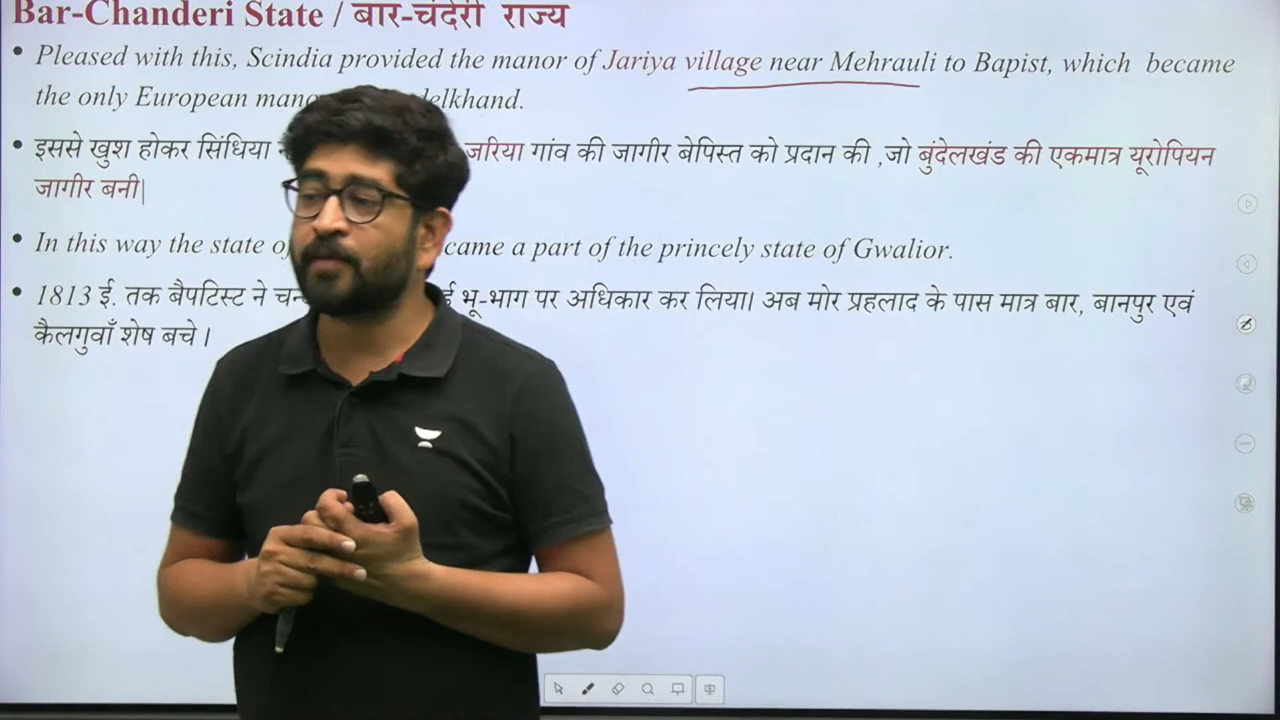 Bar-Chanderi State / बार-चंदेरी राज्य
• Pleased with this, Scindia provided the manor of Jariya village near Mehrauli to Bapist, which became
the only European delkhand.
• इससे खुश होकर सिंधिया जरिया गांव की जागीर बेपिस्त को प्रदान की ,जो बुंदेलखंड की एकमात्र यूरोपियन
जागीर बनी|
• In this way the state came a part of the princely state of Gwalior.
• 1813 ई. तक बैपटिस्ट ने भू-भाग पर अधिकार कर लिया। अब मोर प्रहलाद के पास मात्र बार, बानपुर एवं
कैलगुवाँ शेष बचे ।